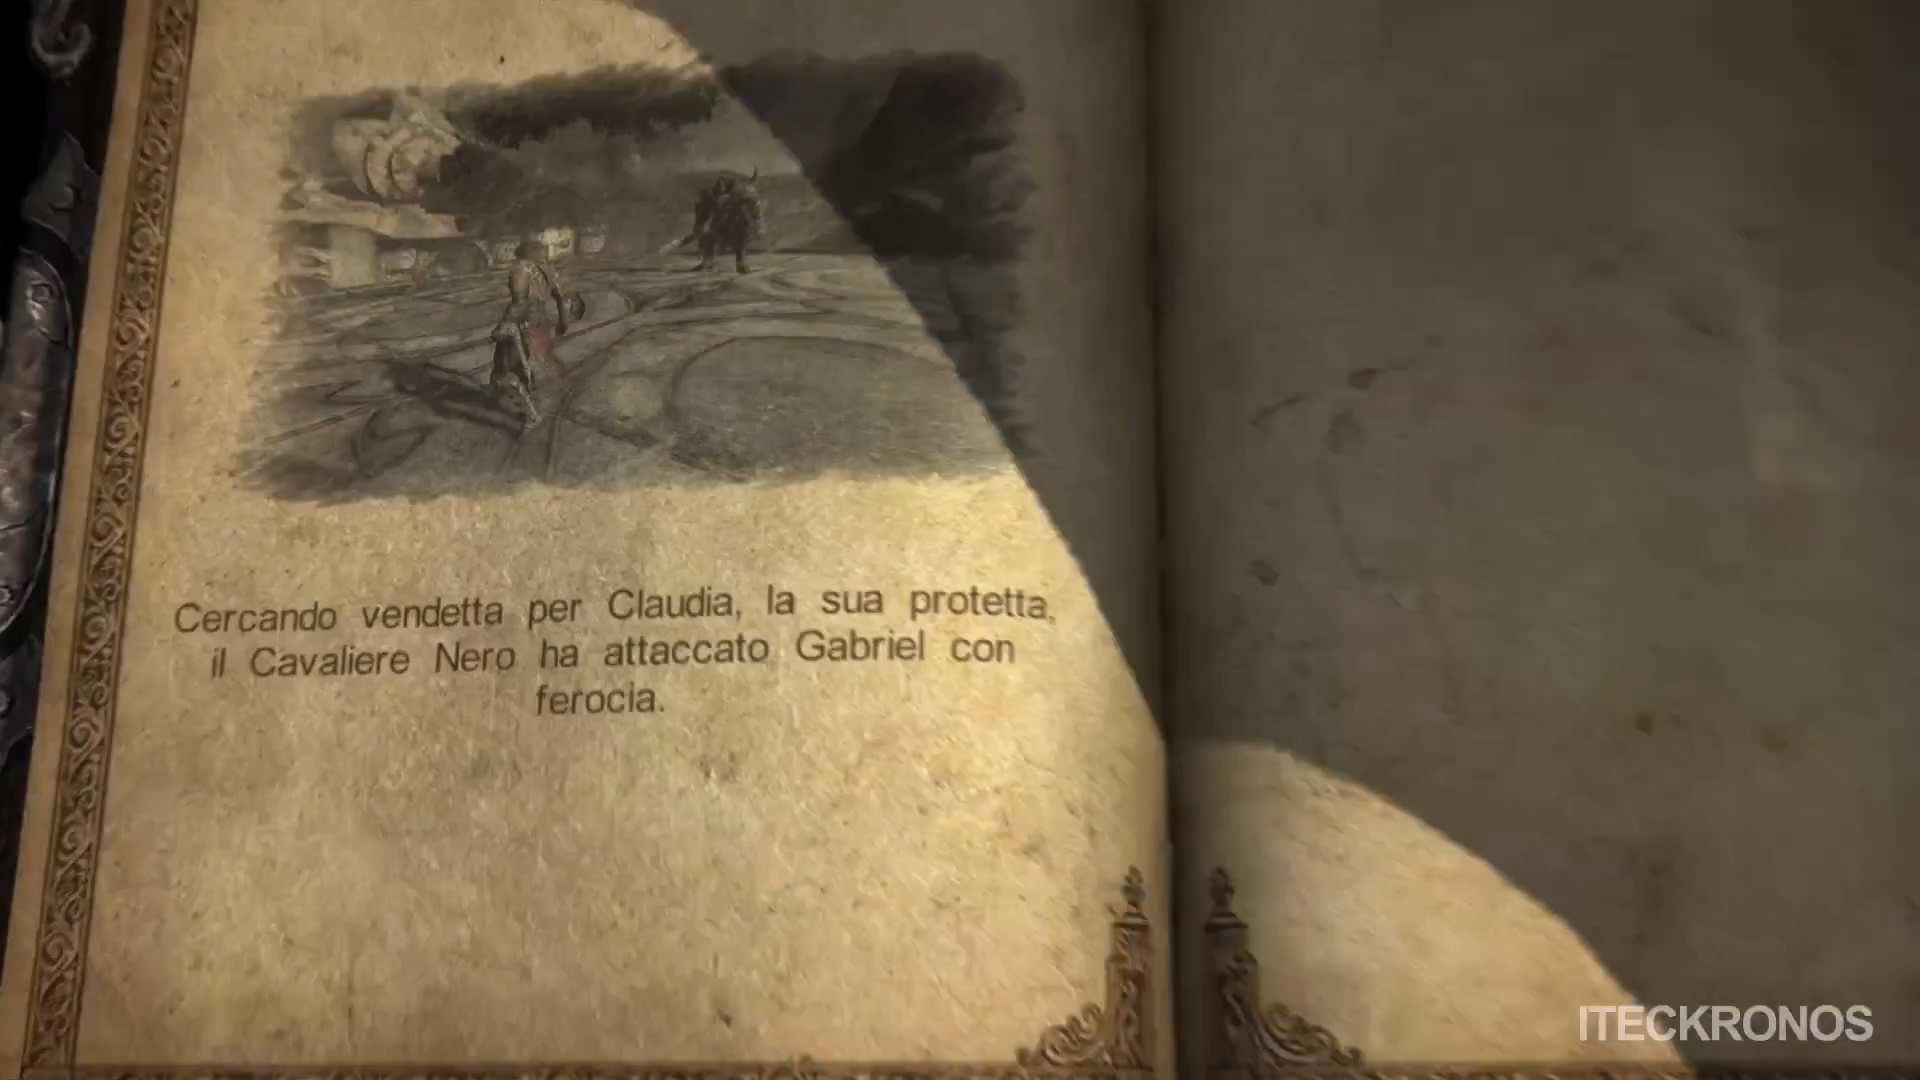 Cercando vendetta per Claudia, la sua protetta,
il Cavaliere Nero ha attaccato Gabriel con
ferocia.
ITECKRONOS